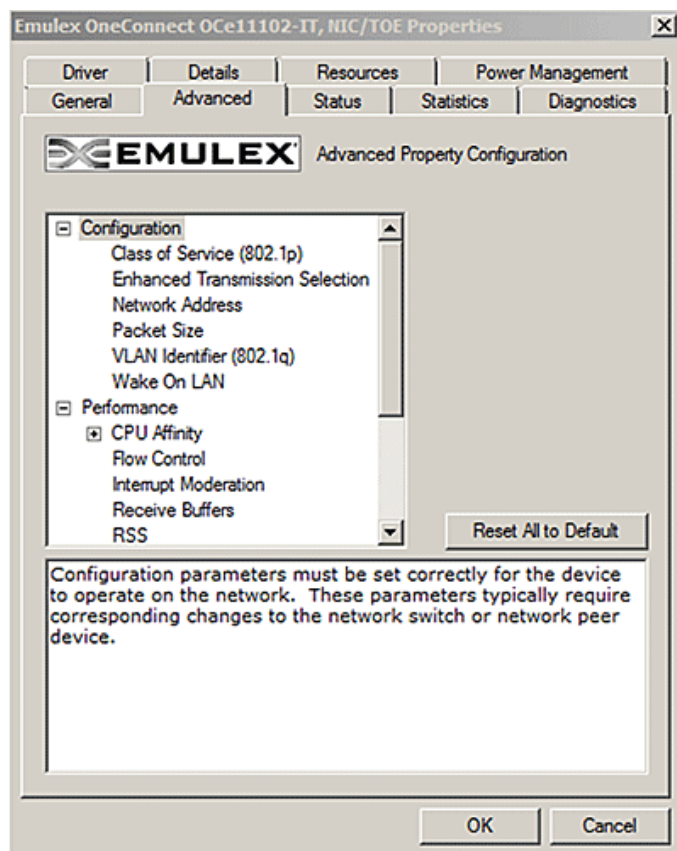 Emulex OneConnect OCe11102-IT, NIC/TOE Properties
Driver Details Resources Power Management
General Advanced Status Statistics Diagnostics
EMULEX Advanced Property Configuration
Configuration
Class of Service (802.1p)
Enhanced Transmission Selection
Network Address
Packet Size
VLAN Identifier (802.1q)
Wake On LAN
Performance
CPU Affinity
Flow Control
Interrupt Moderation
Receive Buffers
RSS
Reset All to Default
Configuration parameters must be set correctly for the device
to operate on the network. These parameters typically require
corresponding changes to the network switch or network peer
device.
OK Cancel